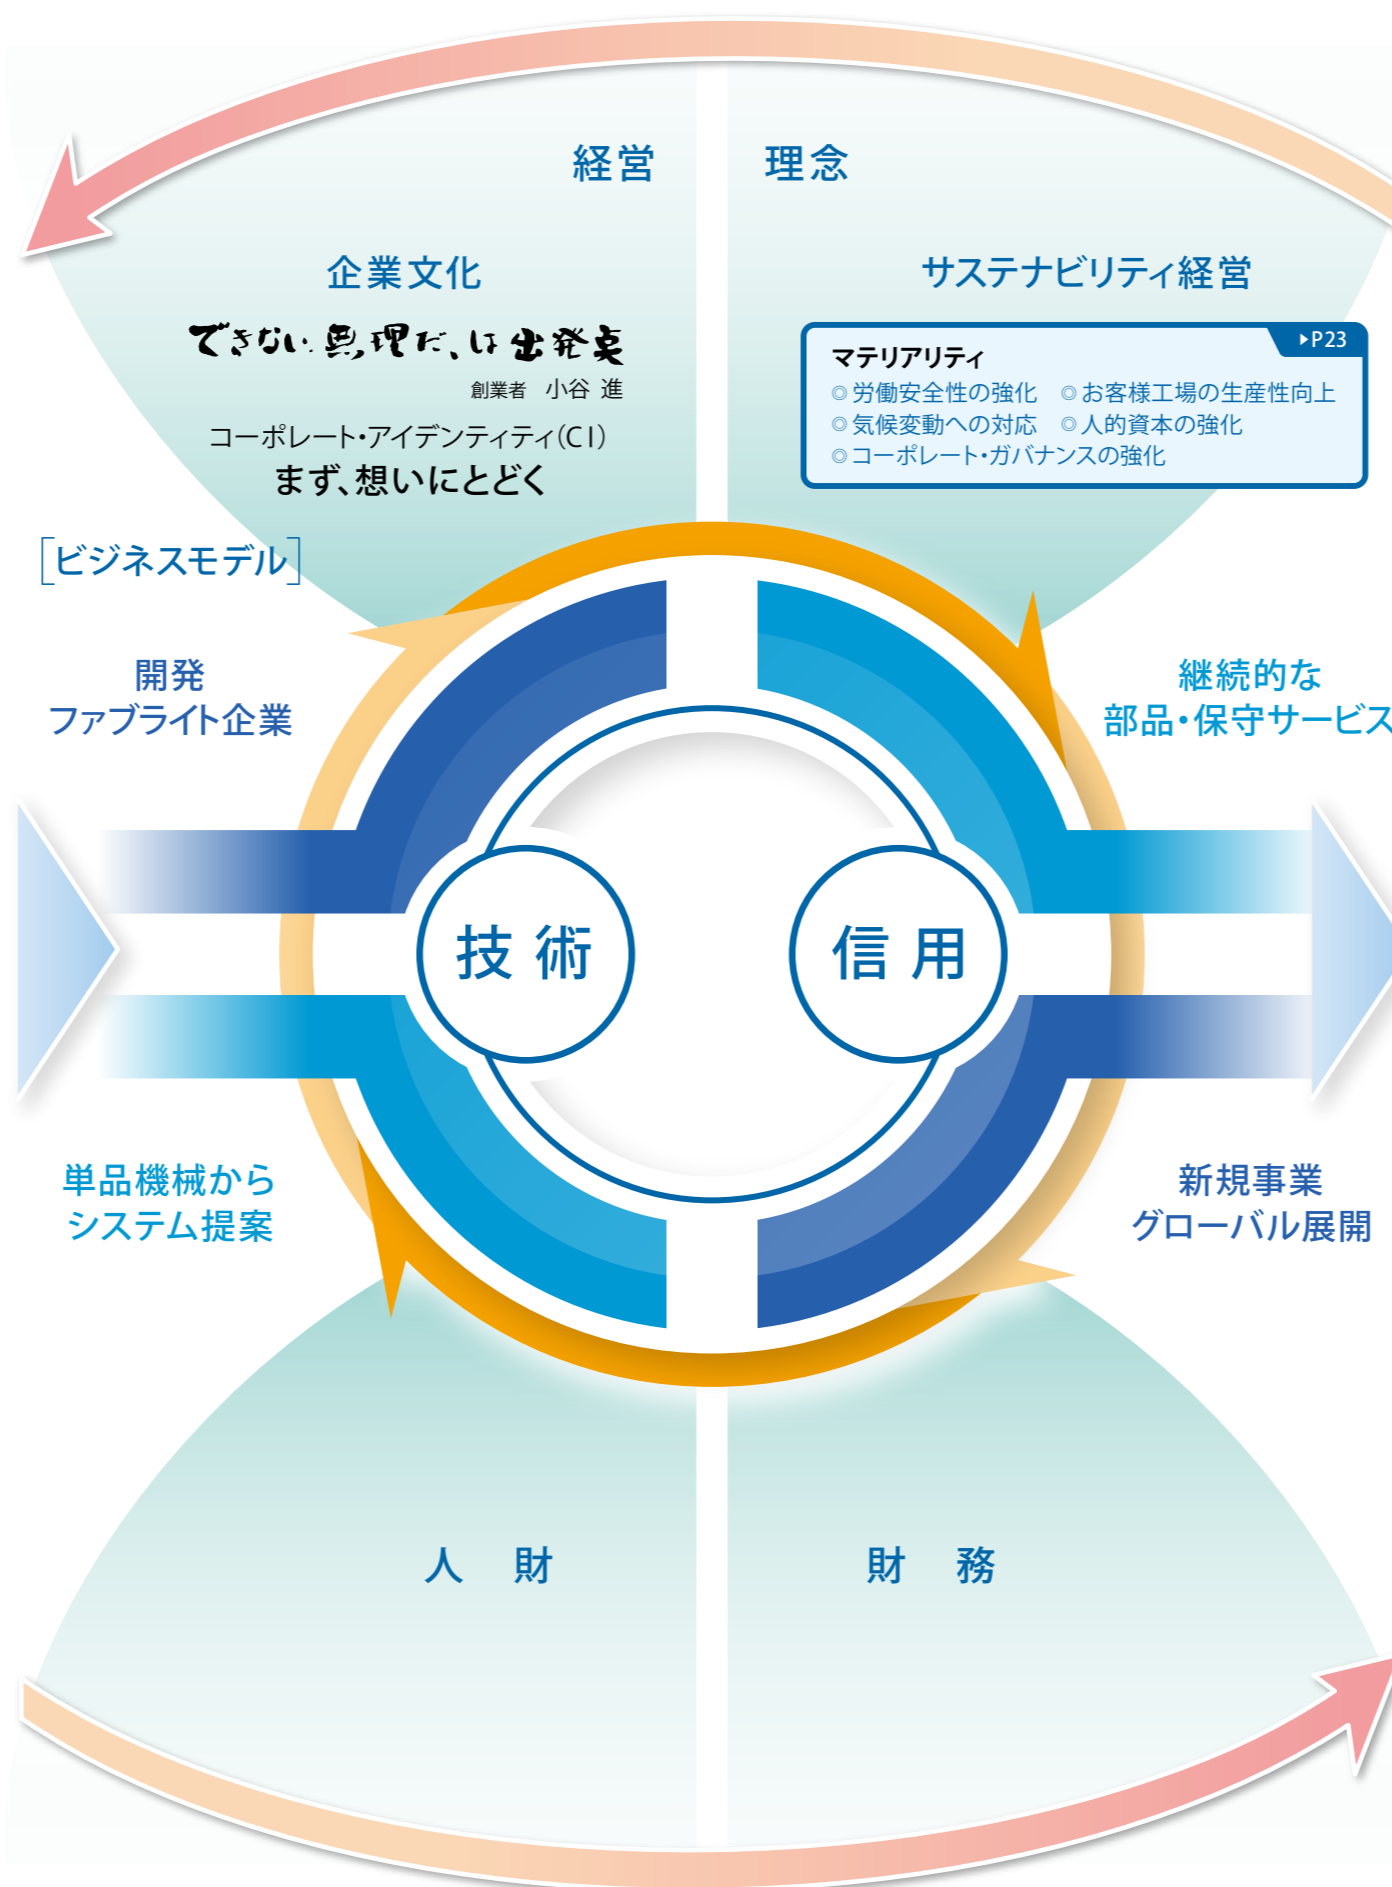 経営 理念
企業文化
できない.無理だ、は出発点
創業者 小谷 進
コーポレート・アイデンティティ(CI)
まず、想いにとどく
サステナビリティ経営
▶P23
マテリアリティ
◎労働安全性の強化 ◎お客様工場の生産性向上
◎気候変動への対応 ◎人的資本の強化
◎コーポレート・ガバナンスの強化
[ビジネスモデル]
開発
ファブライト企業
継続的な
部品・保守サービス
技術
信用
単品機械から
システム提案
新規事業
グローバル展開
人 財
財 務